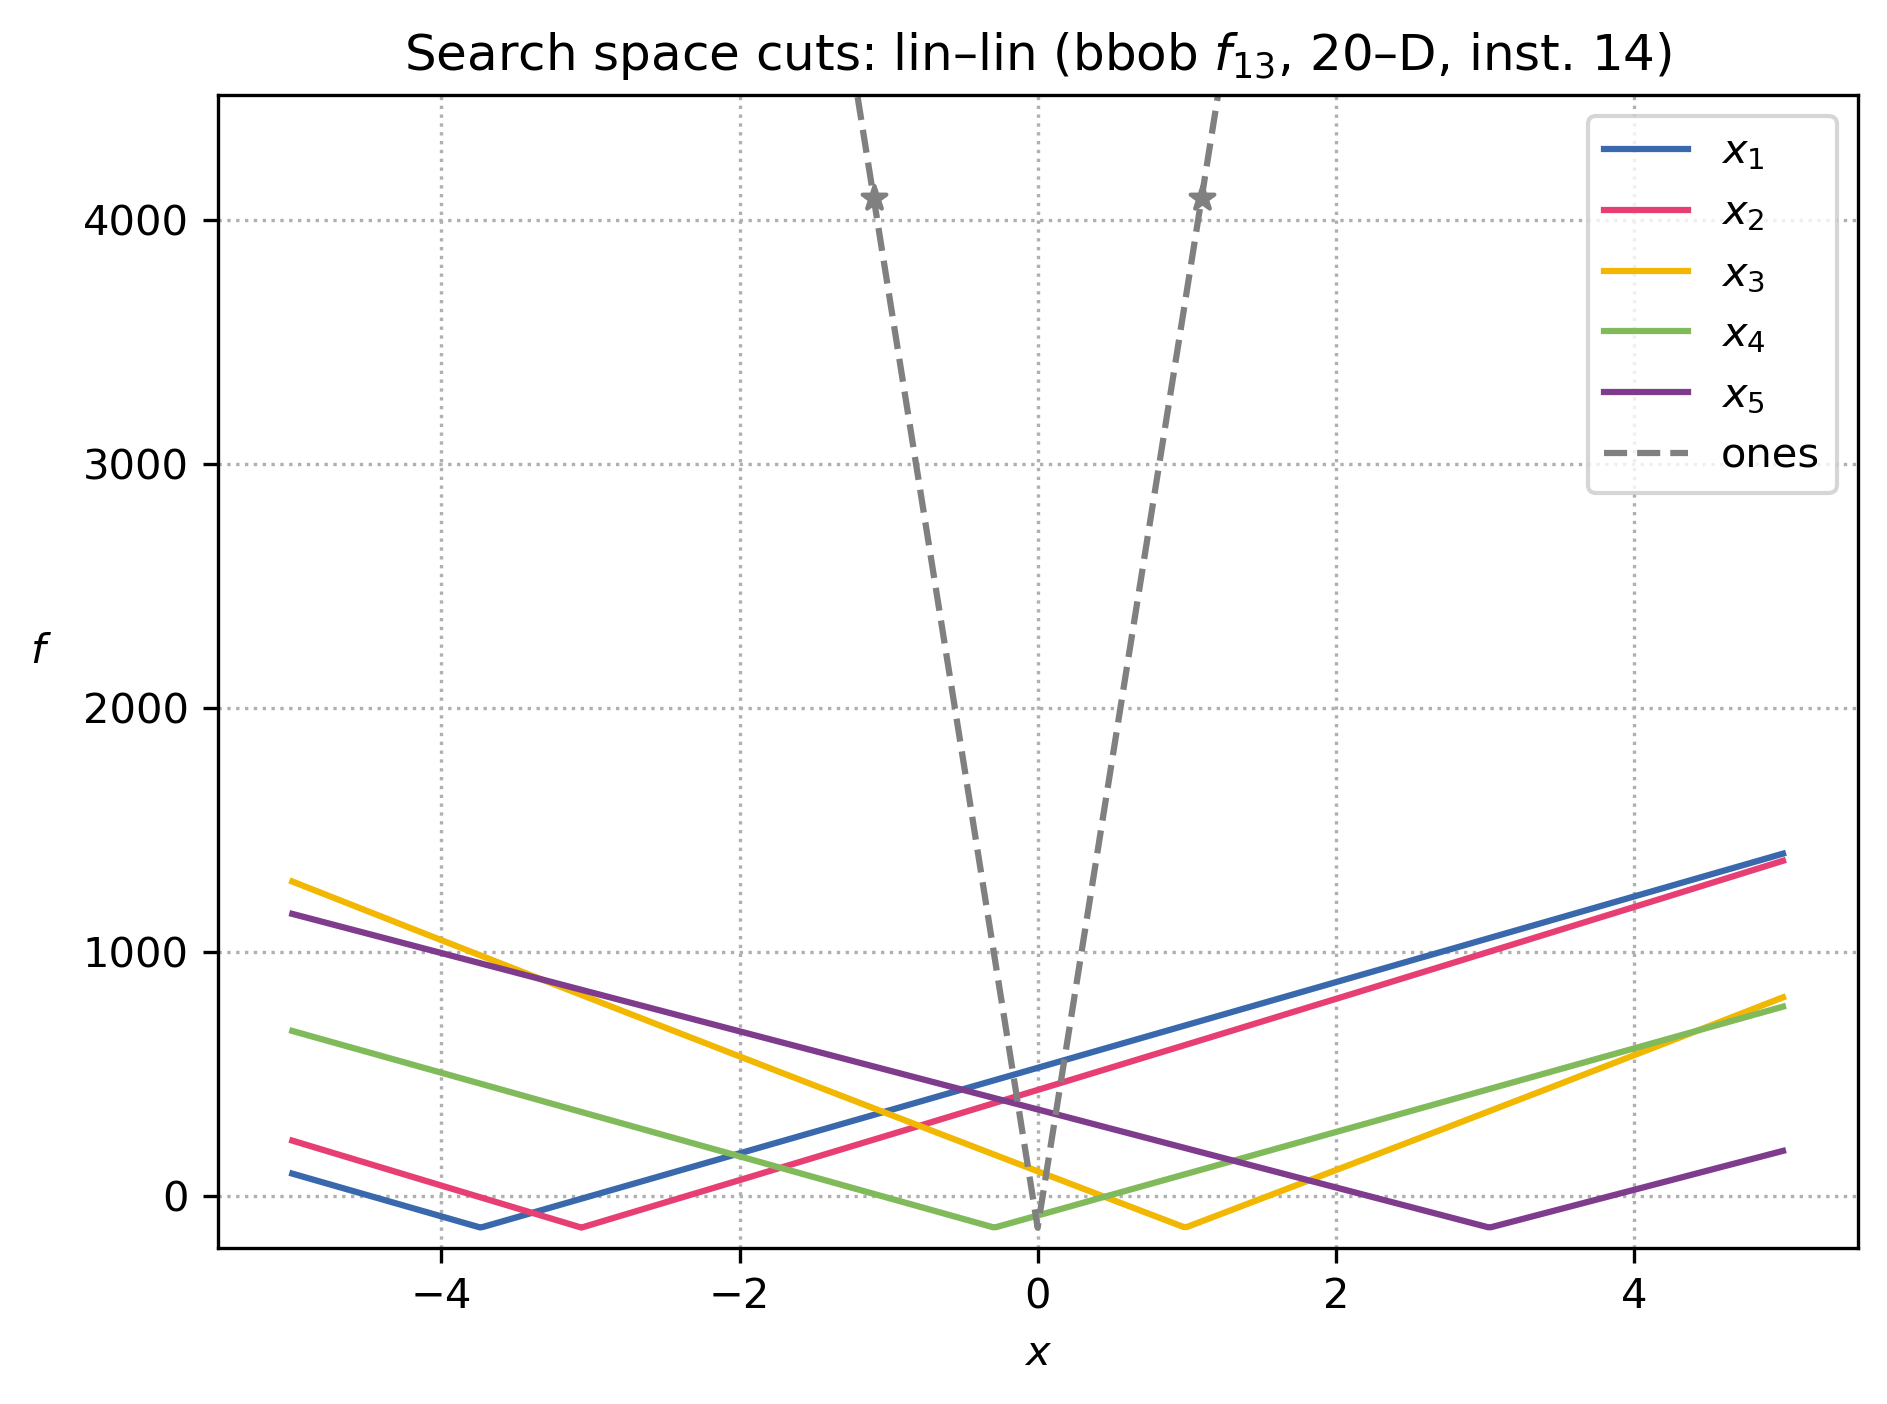 Search space cuts: lin–lin (bbob f₁₃, 20–D, inst. 14)
x₁
x₂
x₃
x₄
x₅
ones
4000
3000
2000
1000
0
f
−4 −2 0 2 4
x